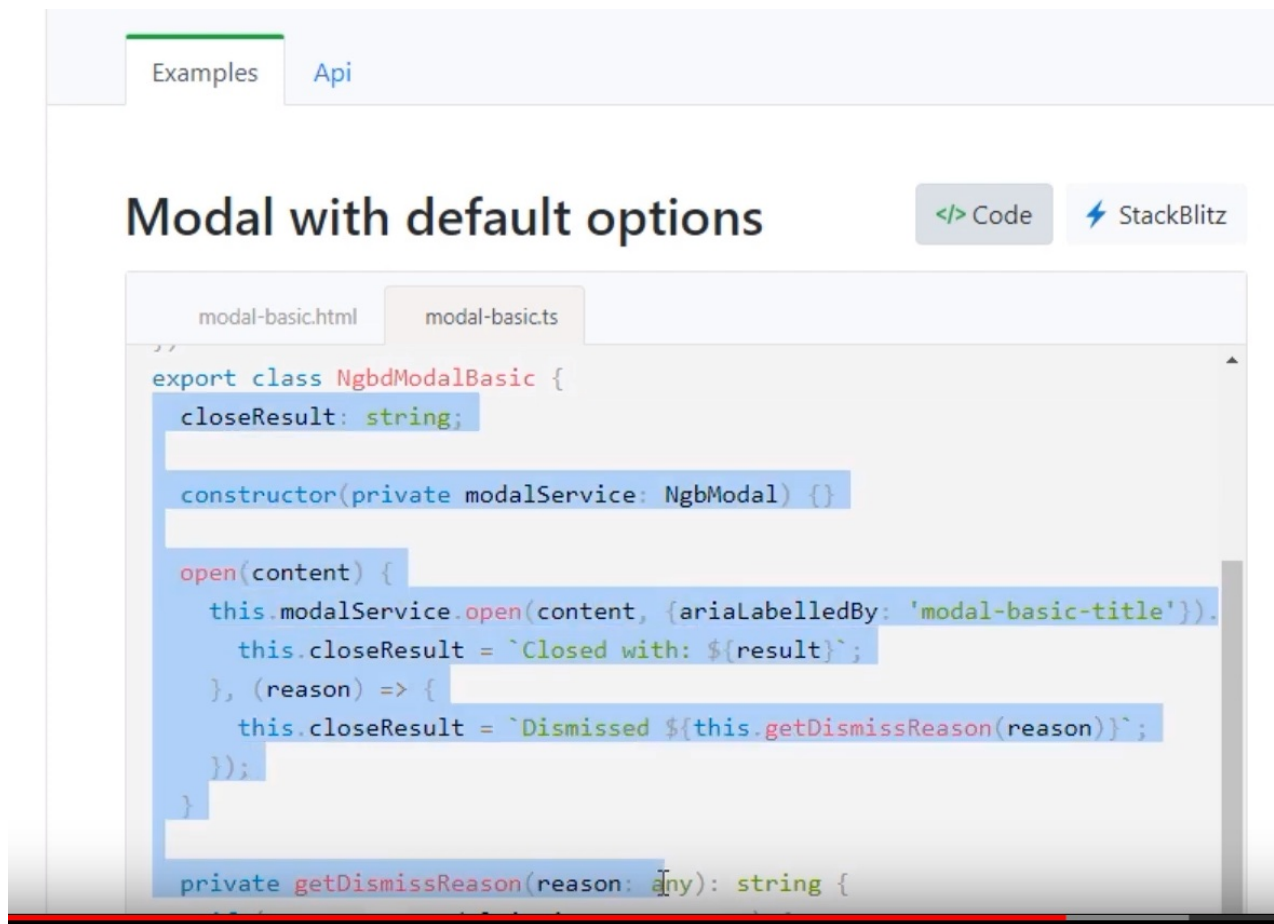 Examples Api
Modal with default options
</> Code StackBlitz
modal-basic.html modal-basic.ts
export class NgbdModalBasic {
closeResult: string;
constructor(private modalService: NgbModal) {}
open(content) {
this.modalService.open(content, {ariaLabelledBy: 'modal-basic-title'}).
this.closeResult = `Closed with: ${result}`;
}, (reason) => {
this.closeResult = `Dismissed ${this.getDismissReason(reason)}`;
});
}
private getDismissReason(reason: any): string {